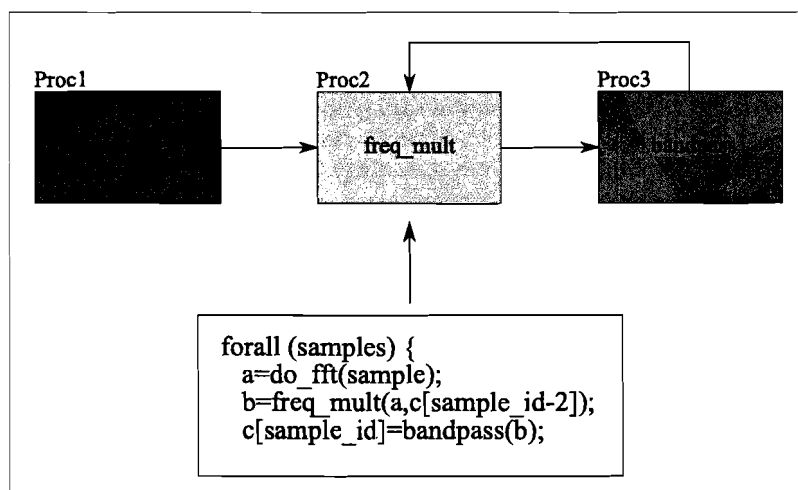 Proc1
Proc2
Proc3
freq_mult
forall (samples) {
a=do_fft(sample);
b=freq_mult(a,c[sample_id-2]);
c[sample_id]=bandpass(b);